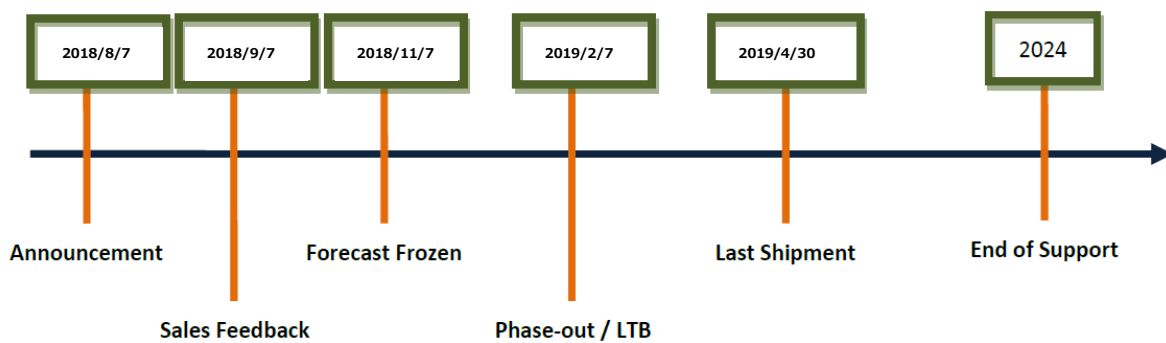 2018/8/7
2018/9/7
2018/11/7
2019/2/7
2019/4/30
2024
Announcement
Forecast Frozen
Last Shipment
End of Support
Sales Feedback
Phase-out / LTB